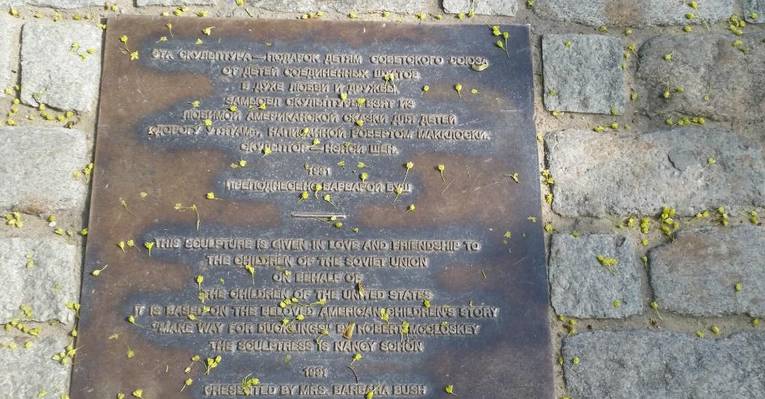 ЭТА СКУЛЬПТУРА—ПОДАРОК ДЕТЯМ СОВЕТСКОГО СОЮЗА
ОТ ДЕТЕЙ СОЕДИНЕННЫХ ШТАТОВ
В ДУХЕ ЛЮБВИ И ДРУЖБЫ.
ЗАМЫСЕЛ СКУЛЬПТУРЫ ВЗЯТ ИЗ
ЛЮБИМОЙ АМЕРИКАНСКОЙ СКАЗКИ ДЛЯ ДЕТЕЙ
«ДОРОГУ УТЯТАМ», НАПИСАННОЙ РОБЕРТОМ МАККЛОСКИ.
СКУЛЬПТОР — НЭНСИ ШЕН.
1991
ПРЕПОДНЕСЕНО ВАРВАРОЙ БУШ
THIS SCULPTURE IS GIVEN IN LOVE AND FRIENDSHIP TO
THE CHILDREN OF THE SOVIET UNION
ON BEHALF OF
THE CHILDREN OF THE UNITED STATES
IT IS BASED ON THE BELOVED AMERICAN CHILDREN'S STORY
"MAKE WAY FOR DUCKLINGS" BY ROBERT MCCLOSKEY
THE SCULPTRESS IS NANCY SCHÖN
1991
PRESENTED BY MRS. BARBARA BUSH